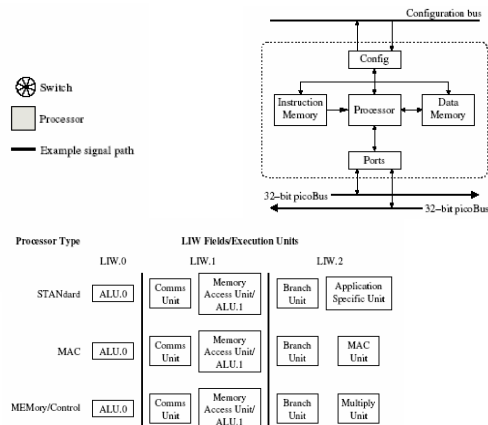 Configuration bus
Config
Instruction
Memory
Processor
Data
Memory
Ports
32-bit picoBus
32-bit picoBus
Switch
Processor
Example signal path
Processor Type
LIW Fields/Execution Units
LIW.0
LIW.1
LIW.2
STANdard
ALU.0
Comms
Unit
Memory
Access Unit/
ALU.1
Branch
Unit
Application
Specific Unit
MAC
ALU.0
Comms
Unit
Memory
Access Unit/
ALU.1
Branch
Unit
MAC
Unit
MEMory/Control
ALU.0
Comms
Unit
Memory
Access Unit/
ALU.1
Branch
Unit
Multiply
Unit